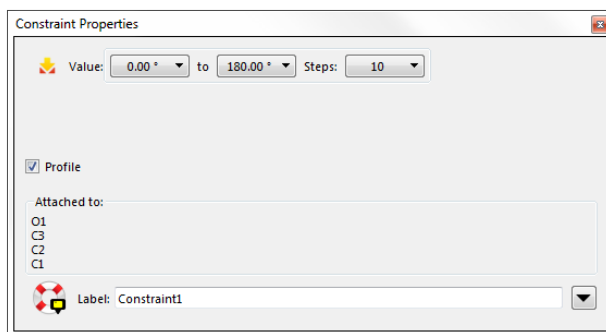 Constraint Properties
Value: 0.00 ° to 180.00 ° Steps: 10
Profile
Attached to:
O1
C3
C2
C1
Label: Constraint1